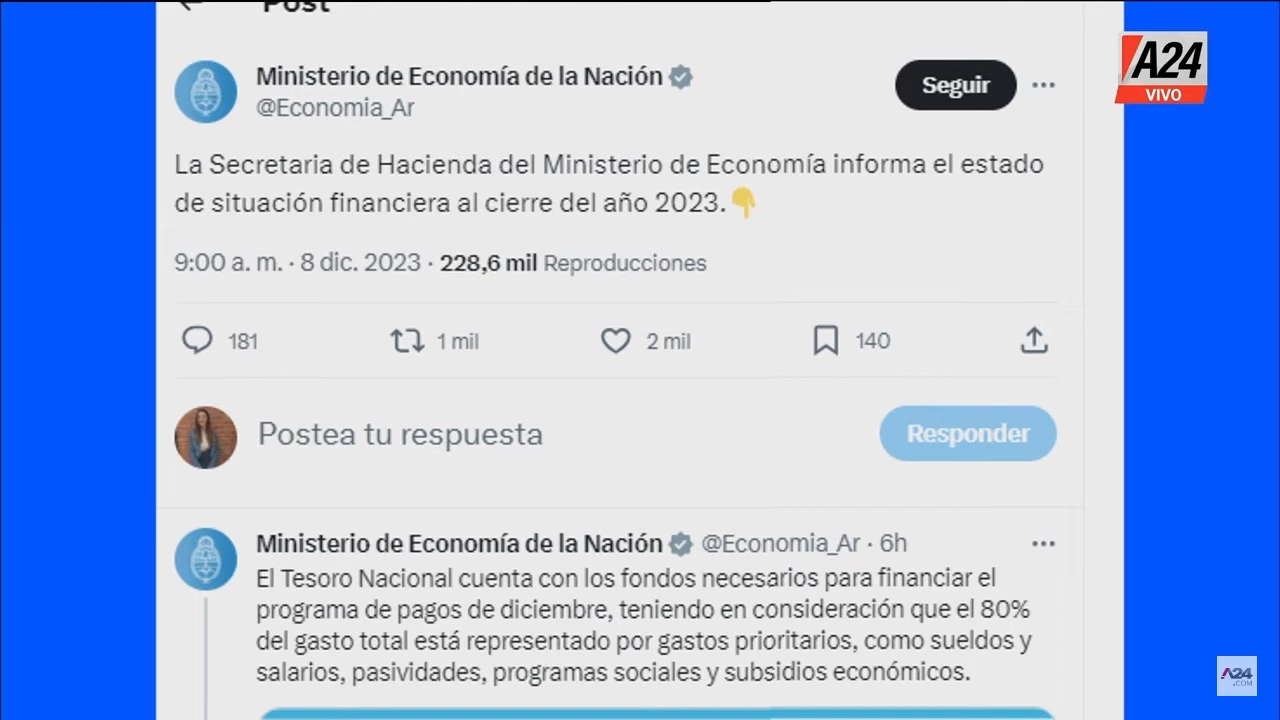 Post
A24
VIVO
Ministerio de Economía de la Nación
@Economia_Ar
Seguir
La Secretaria de Hacienda del Ministerio de Economía informa el estado
de situación financiera al cierre del año 2023.👇
9:00 a. m. · 8 dic. 2023 · 228,6 mil Reproducciones
181 1 mil 2 mil 140
Postea tu respuesta
Responder
Ministerio de Economía de la Nación @Economia_Ar · 6h
El Tesoro Nacional cuenta con los fondos necesarios para financiar el
programa de pagos de diciembre, teniendo en consideración que el 80%
del gasto total está representado por gastos prioritarios, como sueldos y
salarios, pasividades, programas sociales y subsidios económicos.
A24
.COM